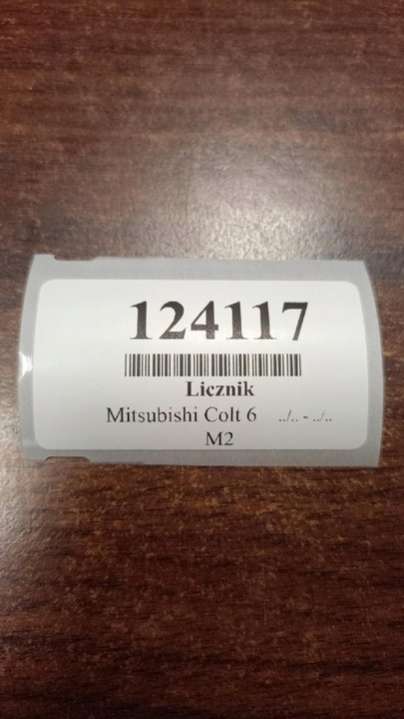 124117
Licznik
Mitsubishi Colt 6 ../.. - ../..
M2